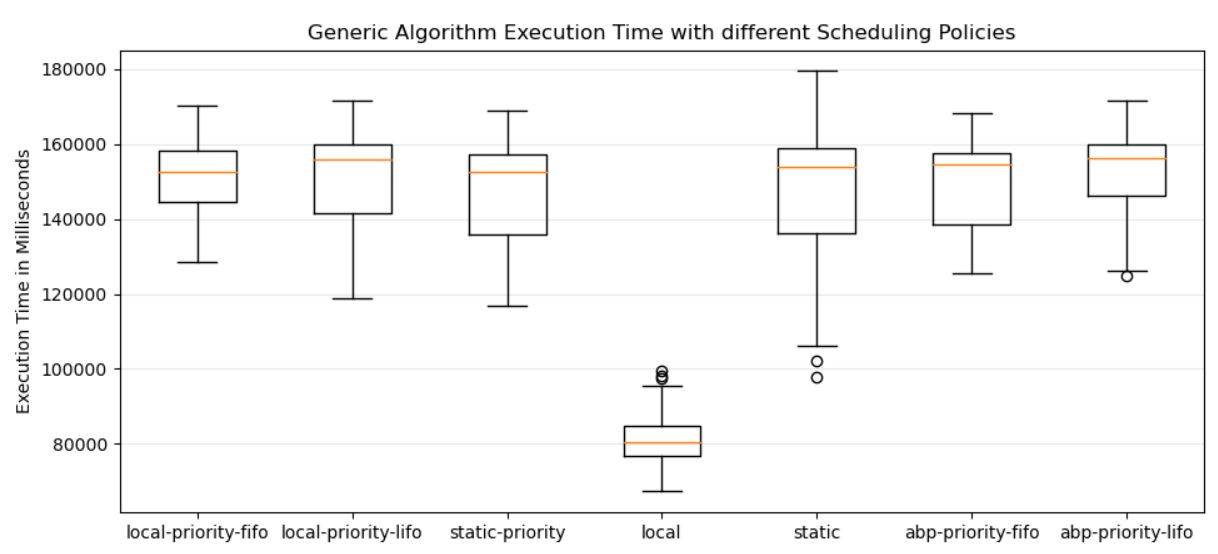 Generic Algorithm Execution Time with different Scheduling Policies
Execution Time in Milliseconds
180000
160000
140000
120000
100000
80000
local-priority-fifo
local-priority-lifo
static-priority
local
static
abp-priority-fifo
abp-priority-lifo